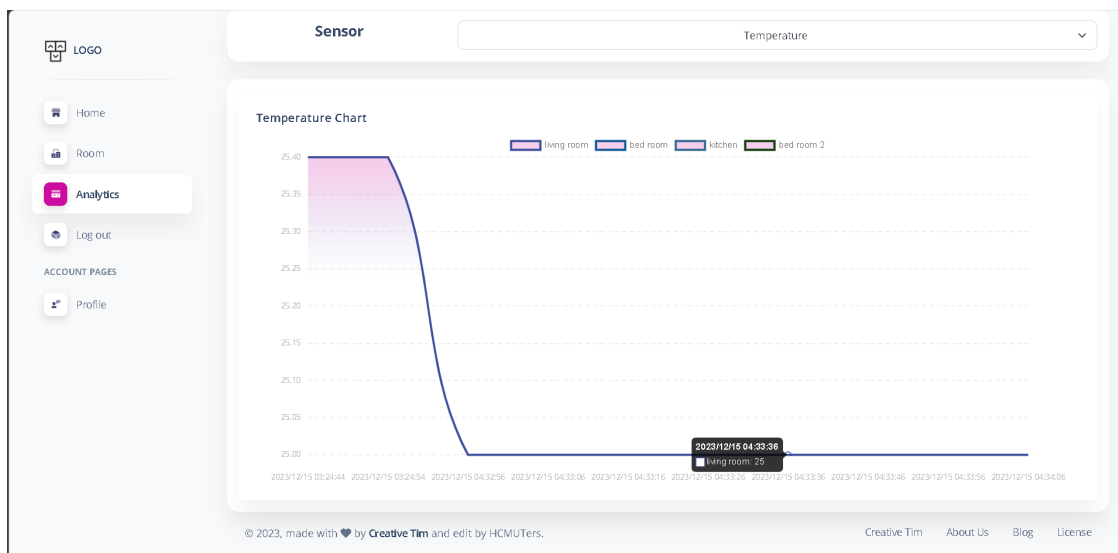 LOGO
Home
Room
Analytics
Log out
ACCOUNT PAGES
Profile
Sensor
Temperature
Temperature Chart
living room bed room kitchen bed room 2
25.40
25.35
25.30
25.25
25.20
25.15
25.10
25.05
25.00
2023/12/15 04:33:36
living room: 25
2023/12/15 03:24:44 2023/12/15 03:24:54 2023/12/15 04:32:56 2023/12/15 04:33:06 2023/12/15 04:33:16 2023/12/15 04:33:26 2023/12/15 04:33:36 2023/12/15 04:33:46 2023/12/15 04:33:56 2023/12/15 04:34:06
© 2023, made with ♥ by Creative Tim and edit by HCMUTers.
Creative Tim About Us Blog License